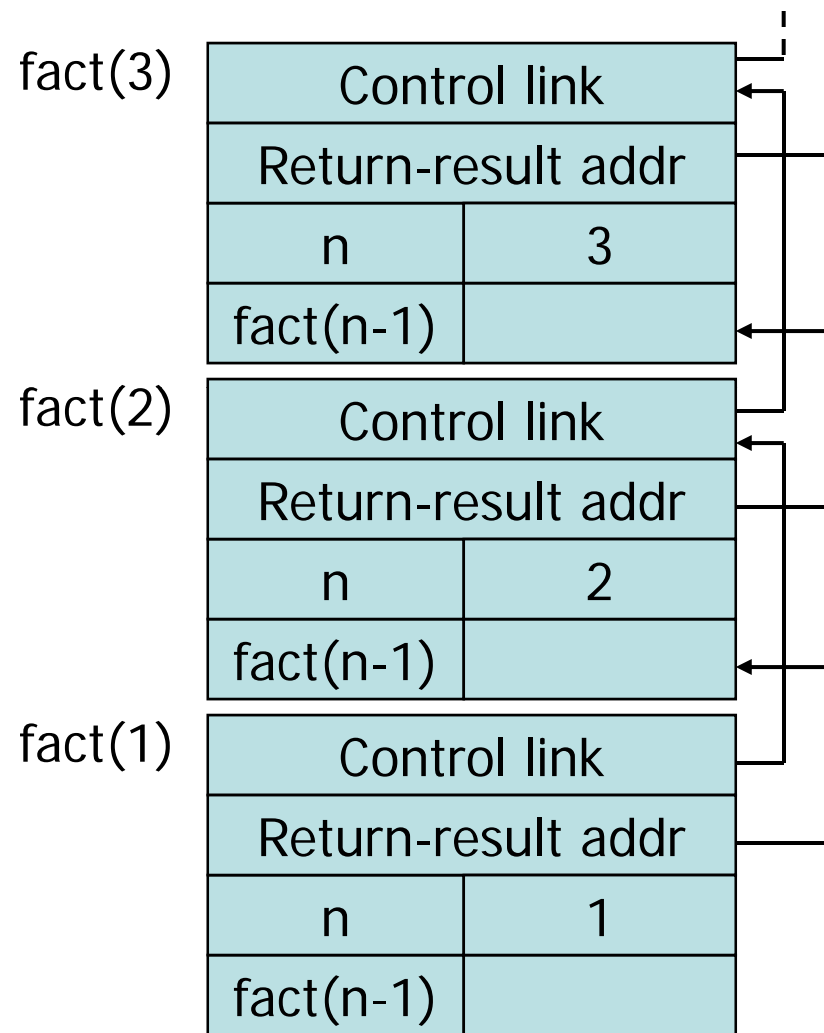 fact(3)
Control link
Return-result addr
n 3
fact(n-1)
fact(2)
Control link
Return-result addr
n 2
fact(n-1)
fact(1)
Control link
Return-result addr
n 1
fact(n-1)